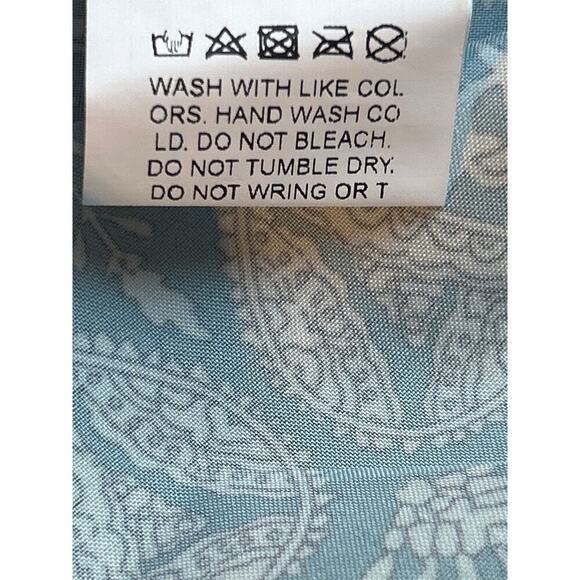 WASH WITH LIKE COL
ORS. HAND WASH CO
LD. DO NOT BLEACH.
DO NOT TUMBLE DRY.
DO NOT WRING OR T